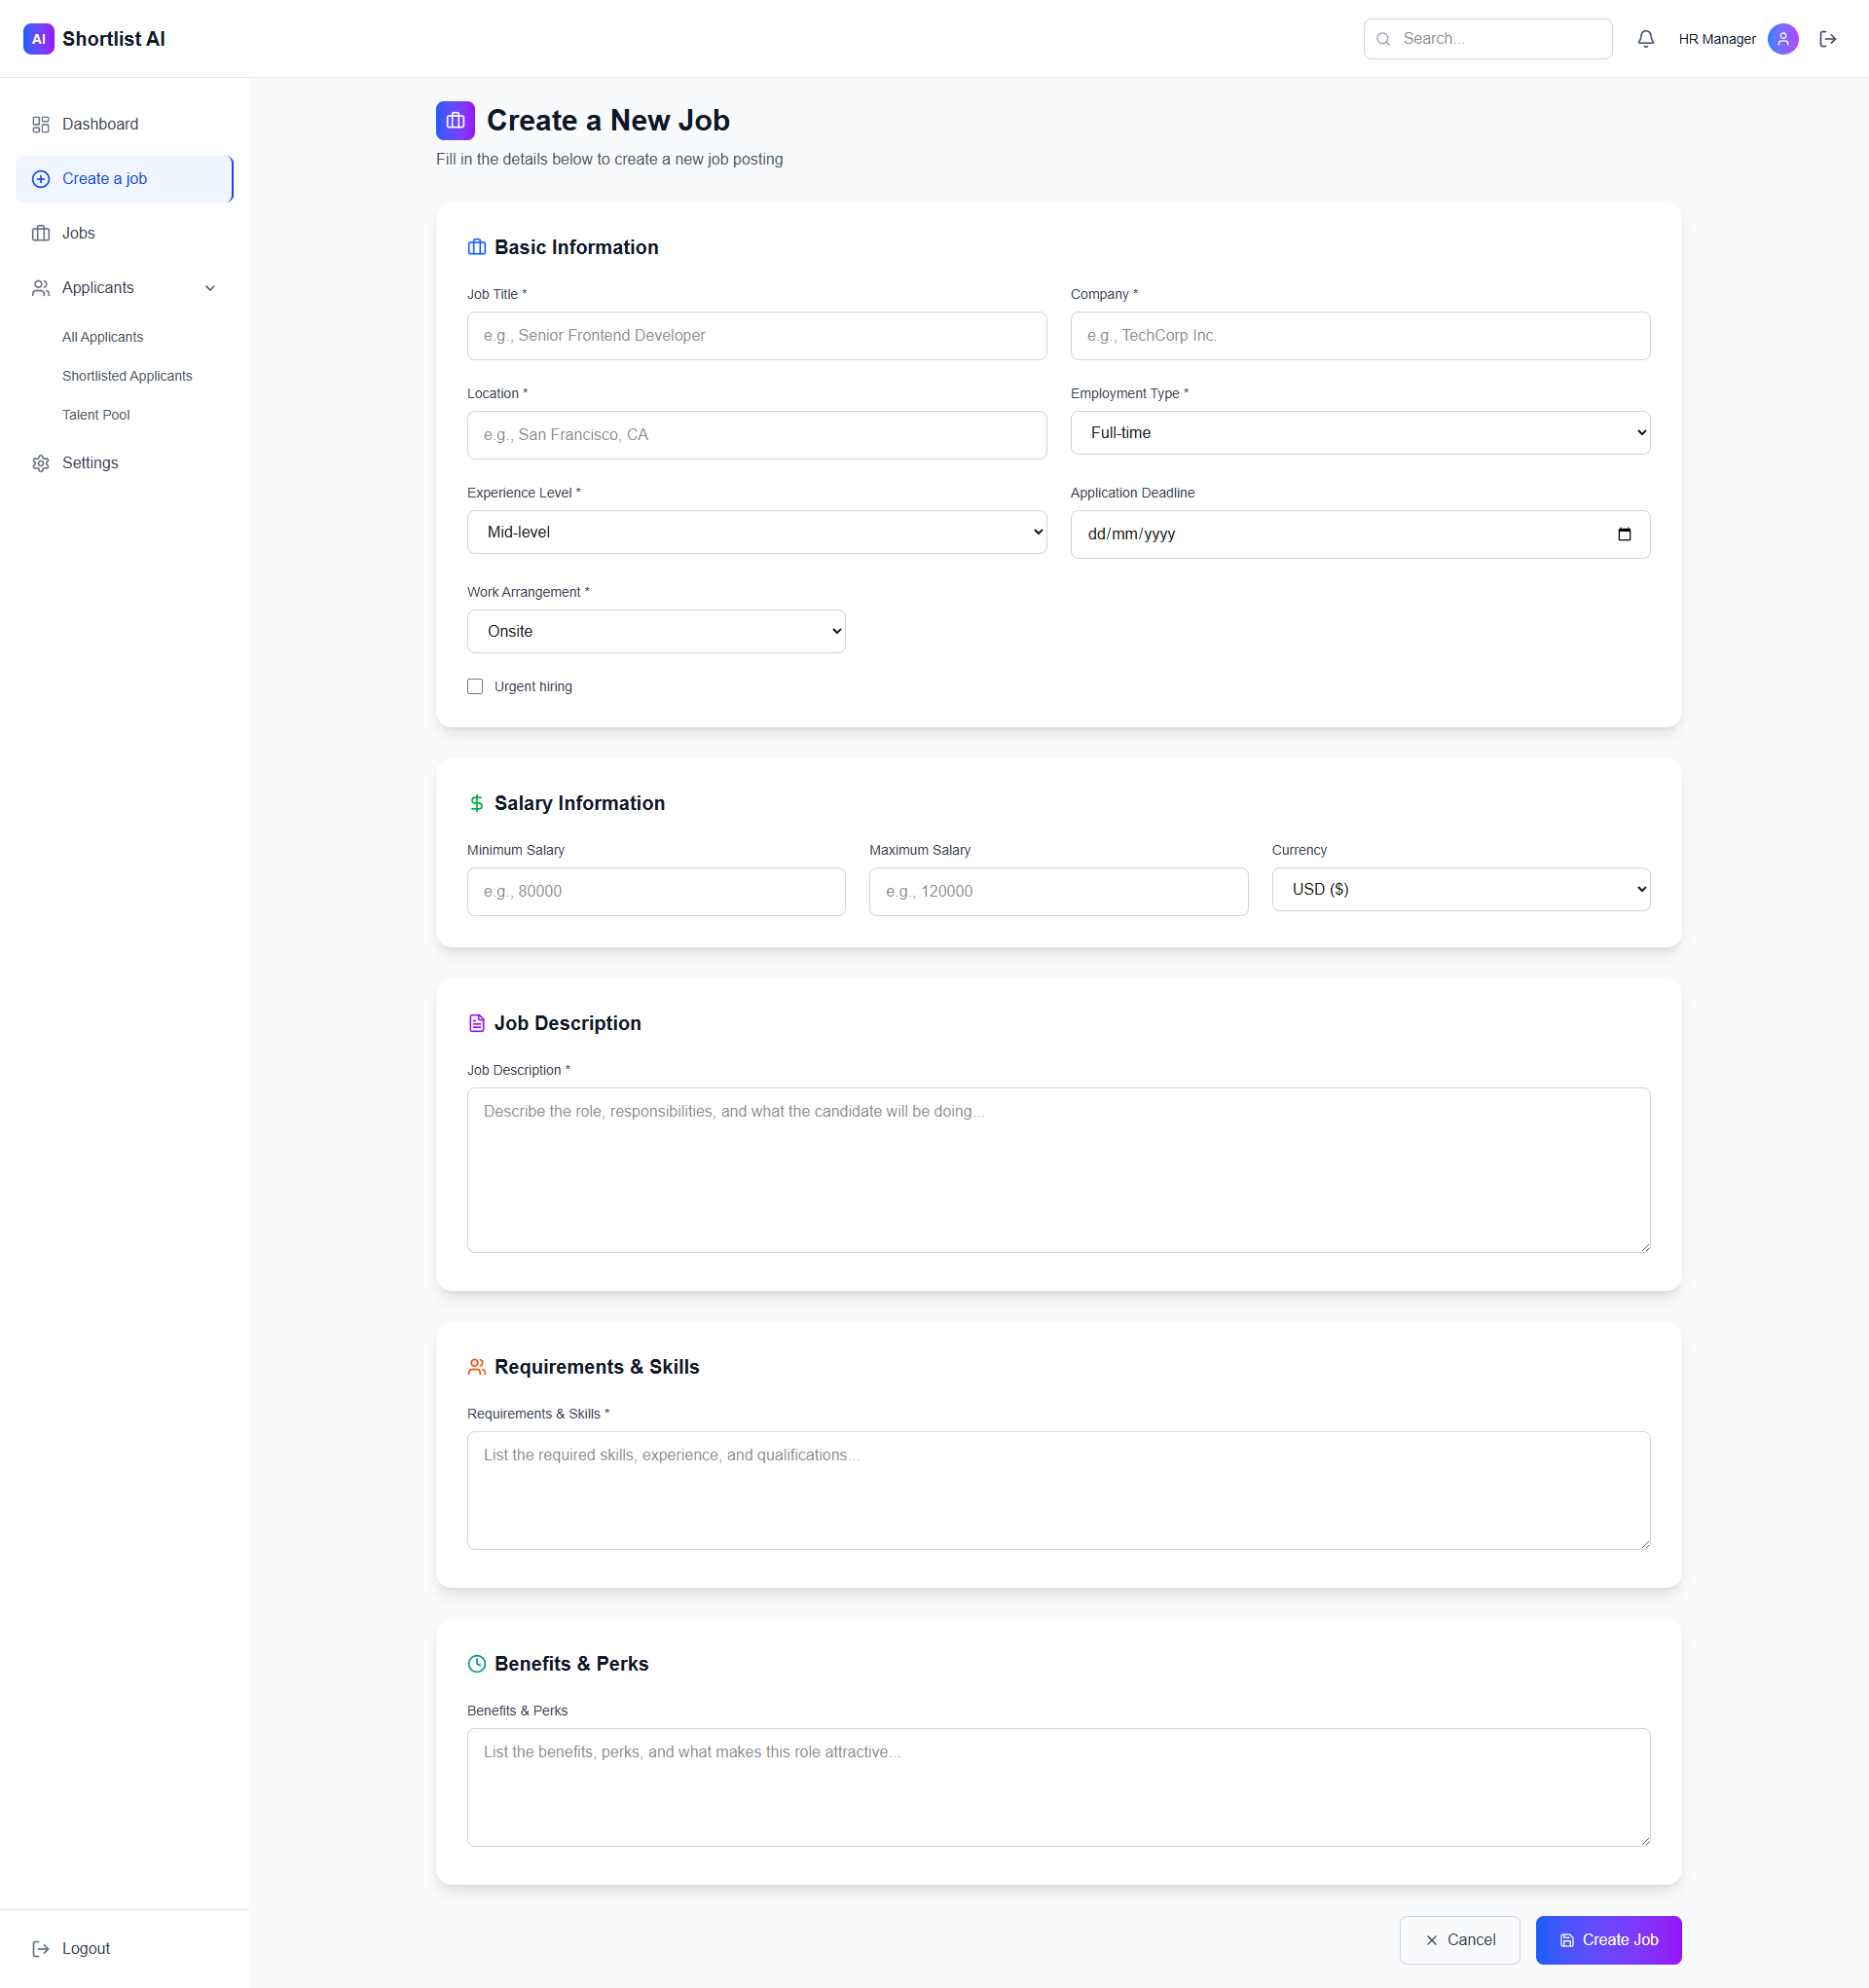 AI Shortlist AI
Search...
HR Manager
Dashboard
Create a job
Jobs
Applicants
All Applicants
Shortlisted Applicants
Talent Pool
Settings
Logout
Create a New Job
Fill in the details below to create a new job posting
Basic Information
Job Title *
e.g., Senior Frontend Developer
Company *
e.g., TechCorp Inc.
Location *
e.g., San Francisco, CA
Employment Type *
Full-time
Experience Level *
Mid-level
Application Deadline
dd/mm/yyyy
Work Arrangement *
Onsite
Urgent hiring
$ Salary Information
Minimum Salary
e.g., 80000
Maximum Salary
e.g., 120000
Currency
USD ($)
Job Description
Job Description *
Describe the role, responsibilities, and what the candidate will be doing...
Requirements & Skills
Requirements & Skills *
List the required skills, experience, and qualifications...
Benefits & Perks
Benefits & Perks
List the benefits, perks, and what makes this role attractive...
Cancel
Create Job